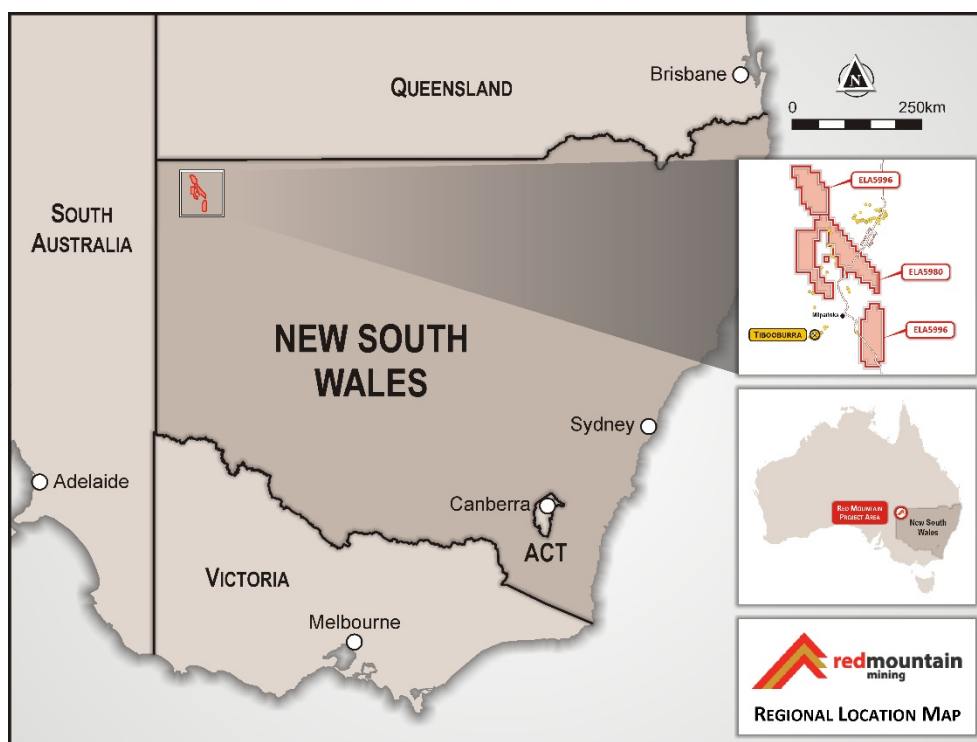 QUEENSLAND
Brisbane
N
0 250km
SOUTH
AUSTRALIA
ELA5996
ELA5980
Milparinka
TIBOOBURRA
ELA5996
NEW SOUTH
WALES
Sydney
Adelaide
Canberra
ACT
VICTORIA
Melbourne
RED MOUNTAIN
PROJECT AREA
New South
Wales
redmountain
mining
REGIONAL LOCATION MAP